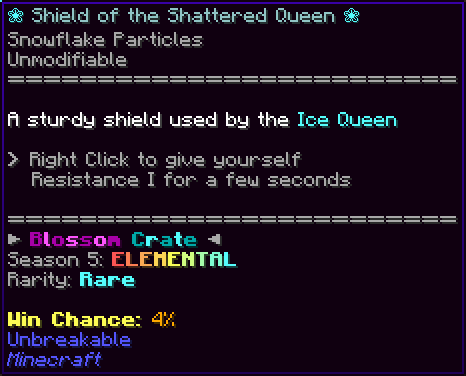 ❀ Shield of the Shattered Queen ❀
Snowflake Particles
Unmodifiable
============================
A sturdy shield used by the Ice Queen
> Right Click to give yourself
Resistance I for a few seconds
============================
► Blossom Crate ◄
Season 5: ELEMENTAL
Rarity: Rare
Win Chance: 4%
Unbreakable
Minecraft